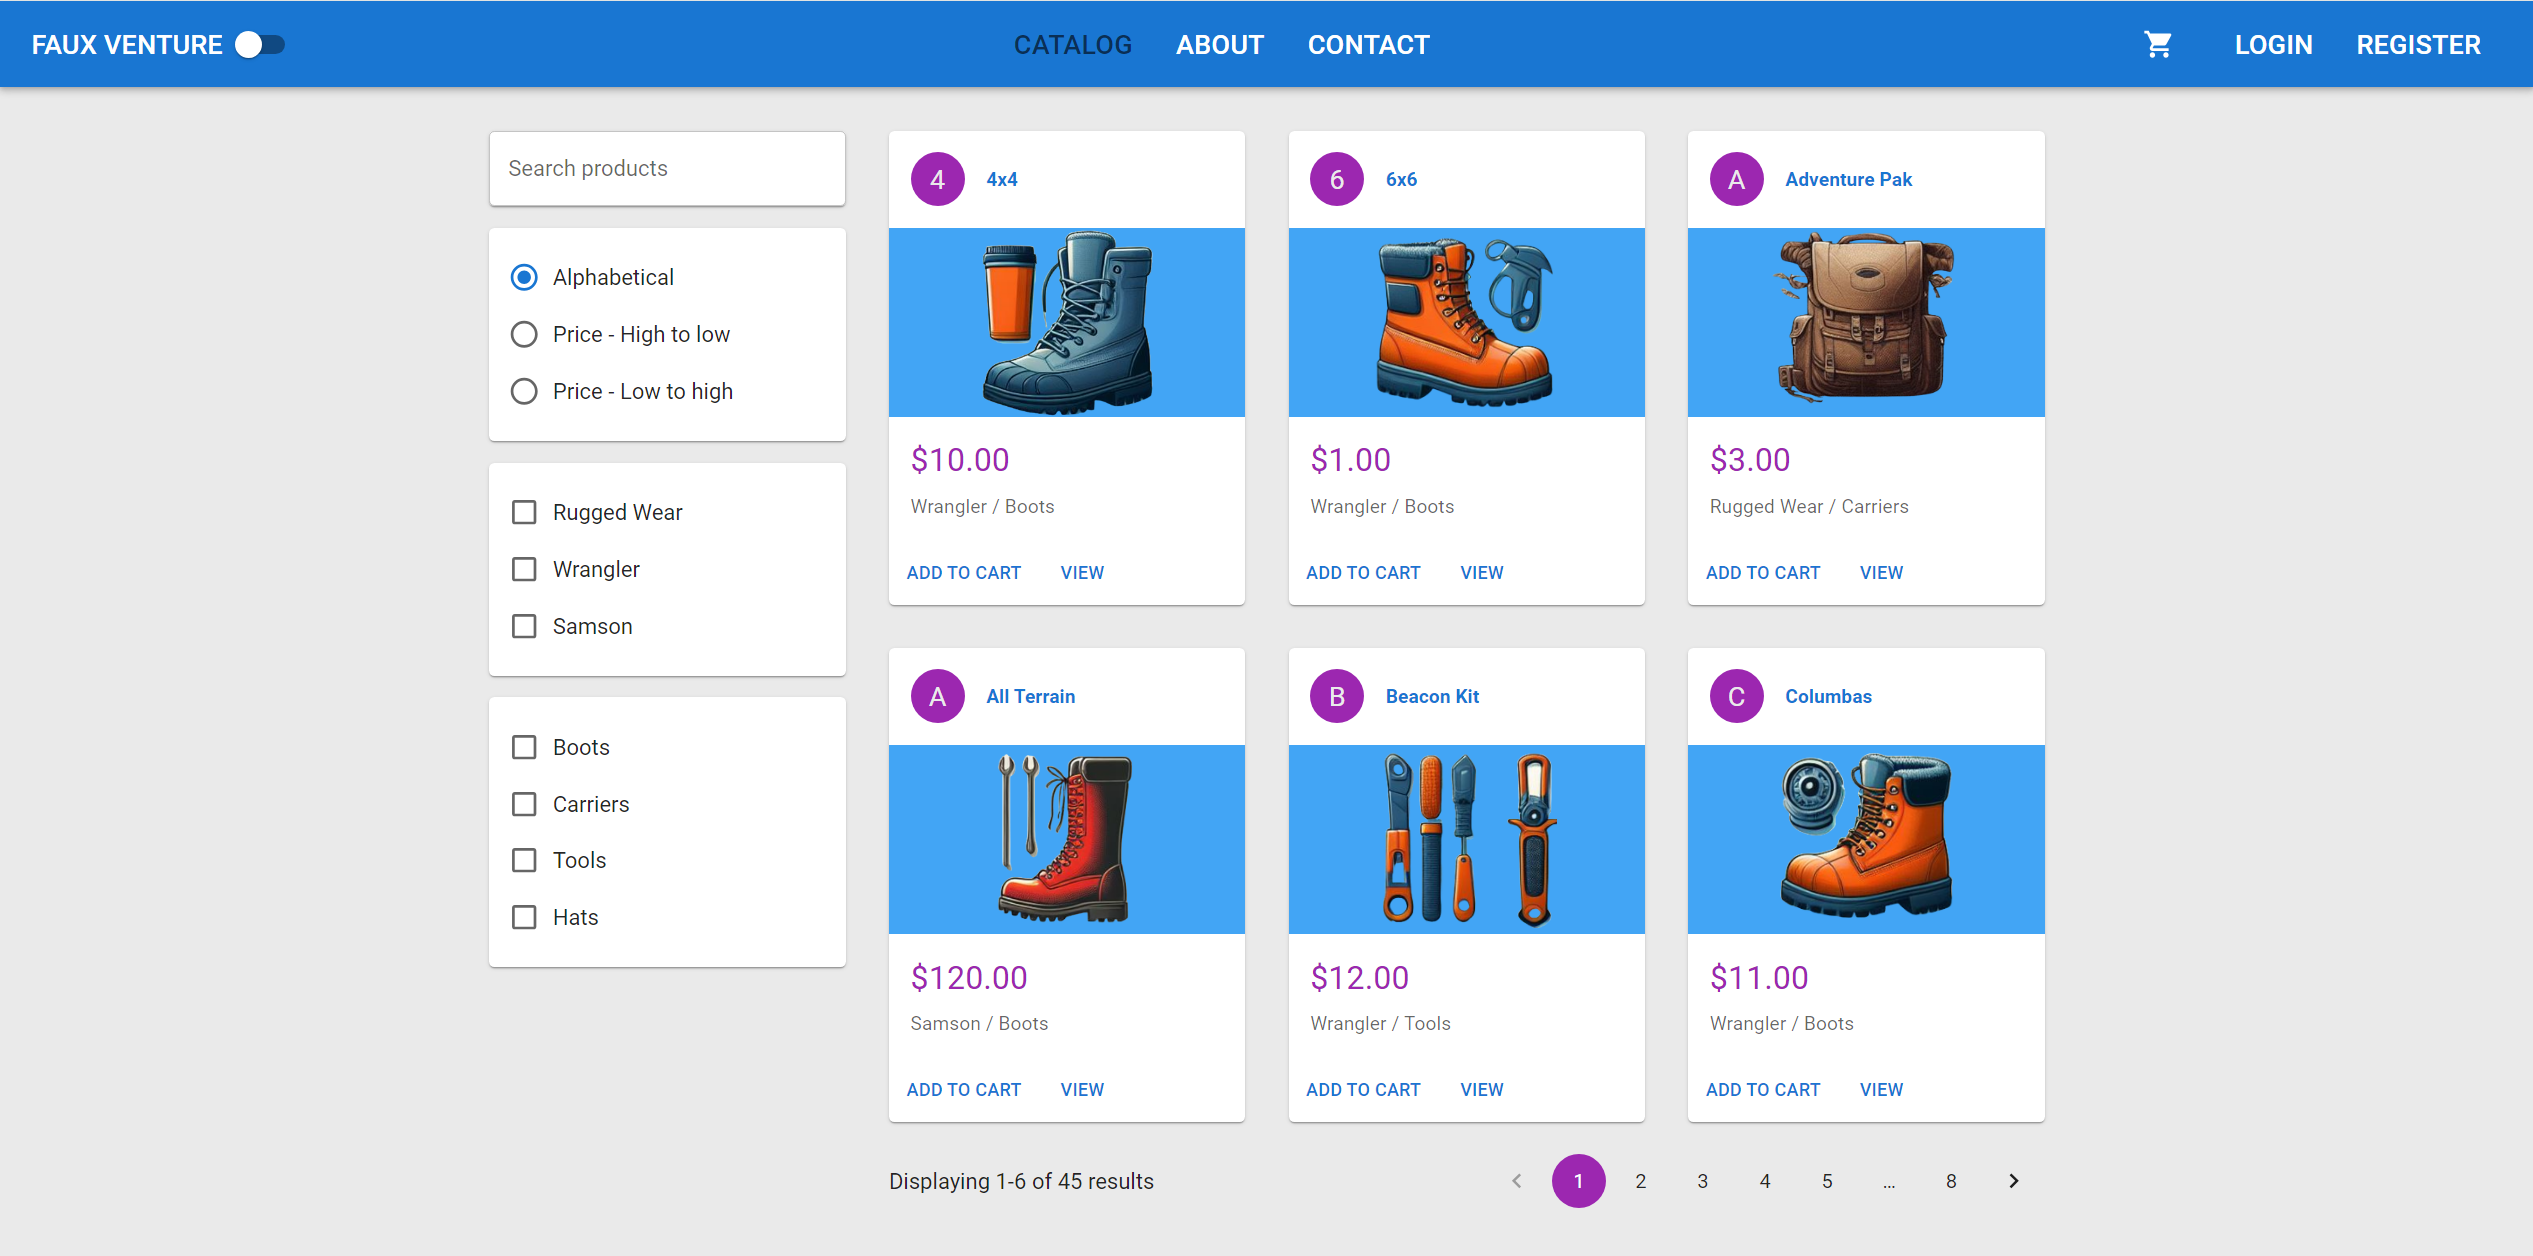 FAUX VENTURE
CATALOG ABOUT CONTACT
LOGIN REGISTER
Search products
Alphabetical
Price - High to low
Price - Low to high
Rugged Wear
Wrangler
Samson
Boots
Carriers
Tools
Hats
4 4x4
$10.00
Wrangler / Boots
ADD TO CART VIEW
6 6x6
$1.00
Wrangler / Boots
ADD TO CART VIEW
A Adventure Pak
$3.00
Rugged Wear / Carriers
ADD TO CART VIEW
A All Terrain
$120.00
Samson / Boots
ADD TO CART VIEW
B Beacon Kit
$12.00
Wrangler / Tools
ADD TO CART VIEW
C Columbas
$11.00
Wrangler / Boots
ADD TO CART VIEW
Displaying 1-6 of 45 results
1 2 3 4 5 ... 8